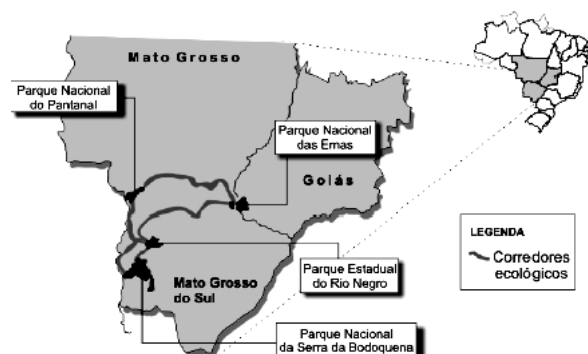 Mato Grosso
Parque Nacional
do Pantanal
Parque Nacional
das Emas
Goiás
LEGENDA
Corredores
ecológicos
Parque Estadual
do Rio Negro
Mato Grosso
do Sul
Parque Nacional
da Serra da Bodoquena